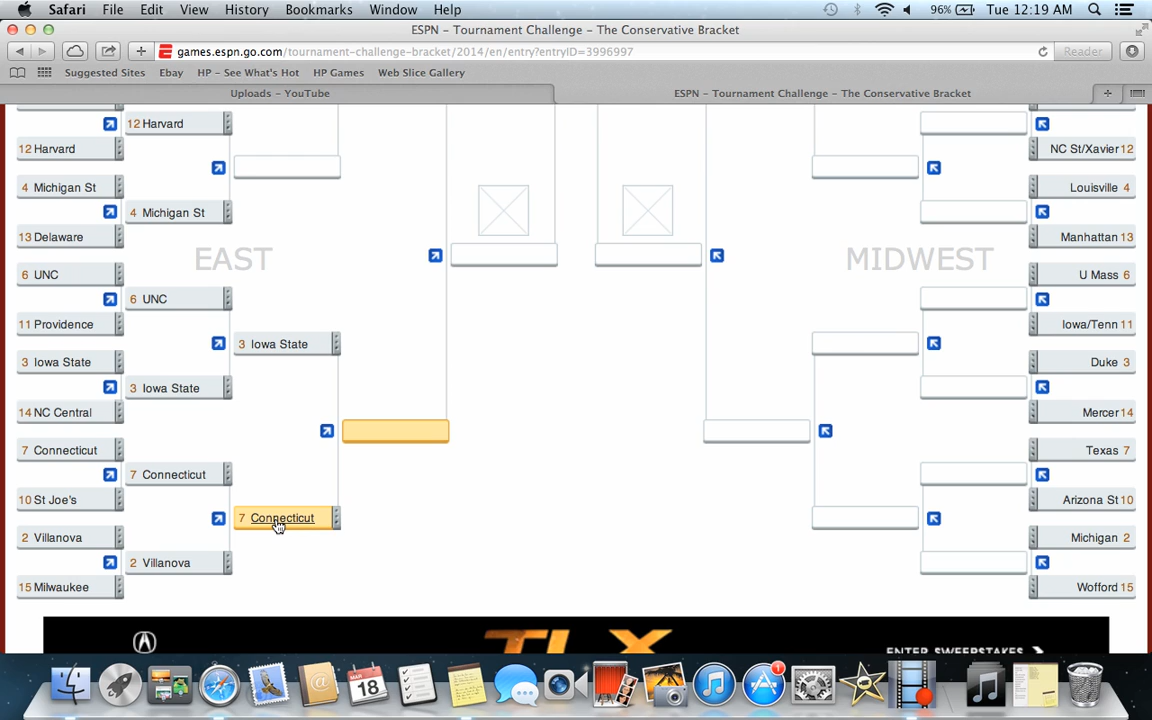 Safari File Edit View History Bookmarks Window Help 96% Tue 12:19 AM
ESPN - Tournament Challenge - The Conservative Bracket
games.espn.go.com/tournament-challenge-bracket/2014/en/entry?entryID=3996997 Reader
Suggested Sites Ebay HP - See What's Hot HP Games Web Slice Gallery
Uploads - YouTube ESPN - Tournament Challenge - The Conservative Bracket
12 Harvard
12 Harvard NC St/Xavier 12
4 Michigan St Louisville 4
4 Michigan St
13 Delaware Manhattan 13
EAST MIDWEST
6 UNC U Mass 6
6 UNC
11 Providence Iowa/Tenn 11
3 Iowa State
3 Iowa State Duke 3
3 Iowa State
14 NC Central Mercer 14
7 Connecticut Texas 7
7 Connecticut
10 St Joe's Arizona St 10
7 Connecticut
2 Villanova Michigan 2
2 Villanova
15 Milwaukee Wofford 15
TLX
ENTER SWEEPSTAKES
MAR
18
1